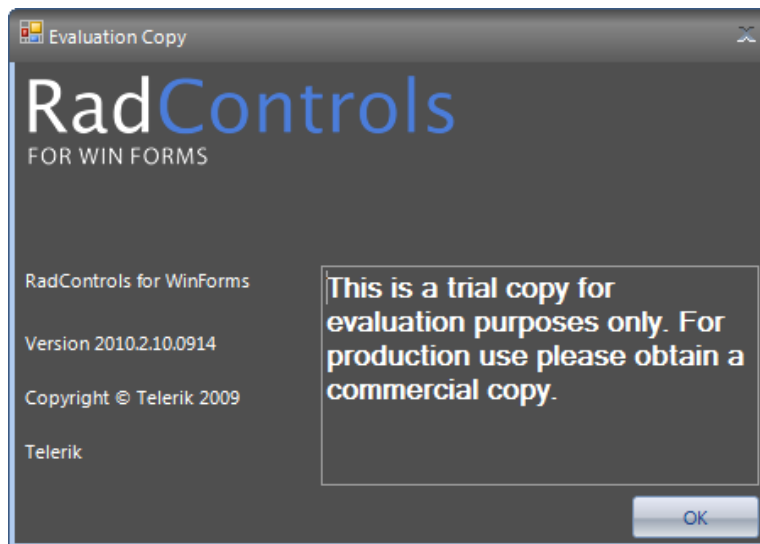 Evaluation Copy
RadControls
FOR WIN FORMS
RadControls for WinForms
Version 2010.2.10.0914
Copyright © Telerik 2009
Telerik
This is a trial copy for
evaluation purposes only. For
production use please obtain a
commercial copy.
OK